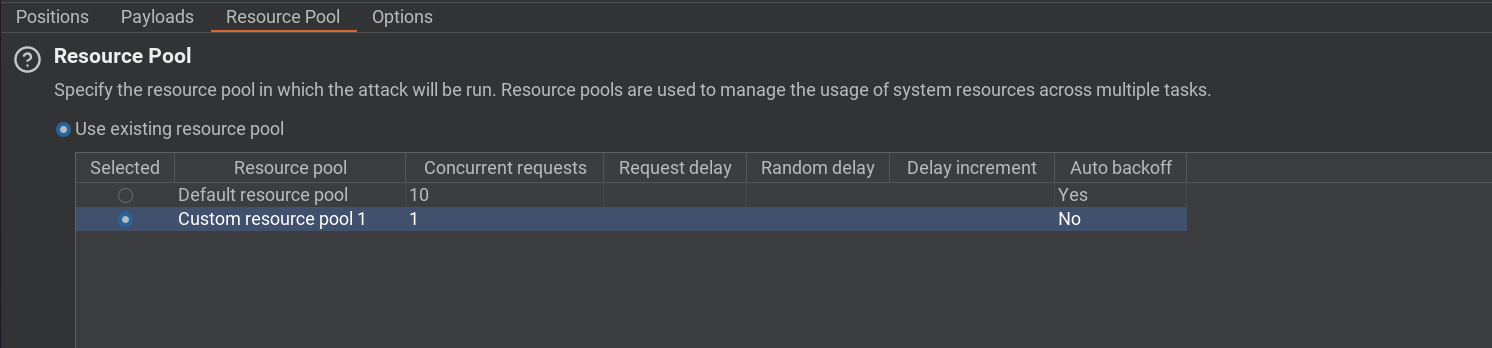 Positions Payloads Resource Pool Options
? Resource Pool
Specify the resource pool in which the attack will be run. Resource pools are used to manage the usage of system resources across multiple tasks.
Use existing resource pool
Selected Resource pool Concurrent requests Request delay Random delay Delay increment Auto backoff
Default resource pool 10 Yes
Custom resource pool 1 1 No